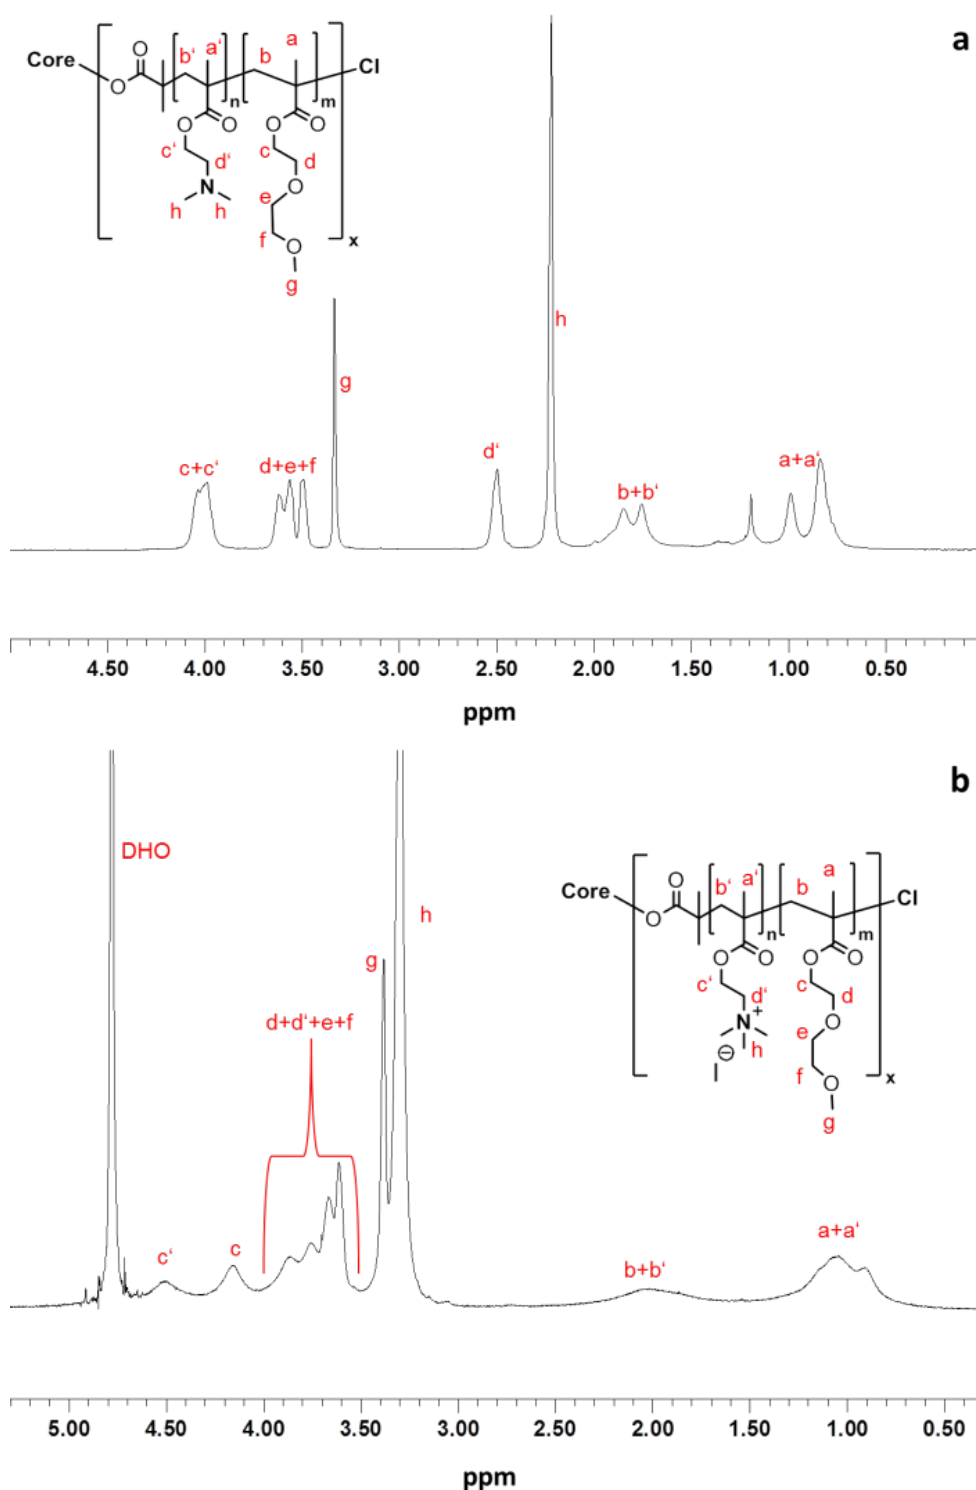 a
Core
O
O
b'
a'
n
b
a
m
Cl
O
O
O
O
c'
d'
N
h
h
c
d
O
e
f
O
g
x
h
g
c+c'
d+e+f
d'
b+b'
a+a'
4.50 4.00 3.50 3.00 2.50 2.00 1.50 1.00 0.50
ppm
b
DHO
Core
O
O
b'
a'
n
b
a
m
Cl
O
O
O
O
c'
d'
N
+
h
I
⊖
c
d
O
e
f
O
g
x
h
g
d+d'+e+f
c'
c
b+b'
a+a'
5.00 4.50 4.00 3.50 3.00 2.50 2.00 1.50 1.00 0.50
ppm